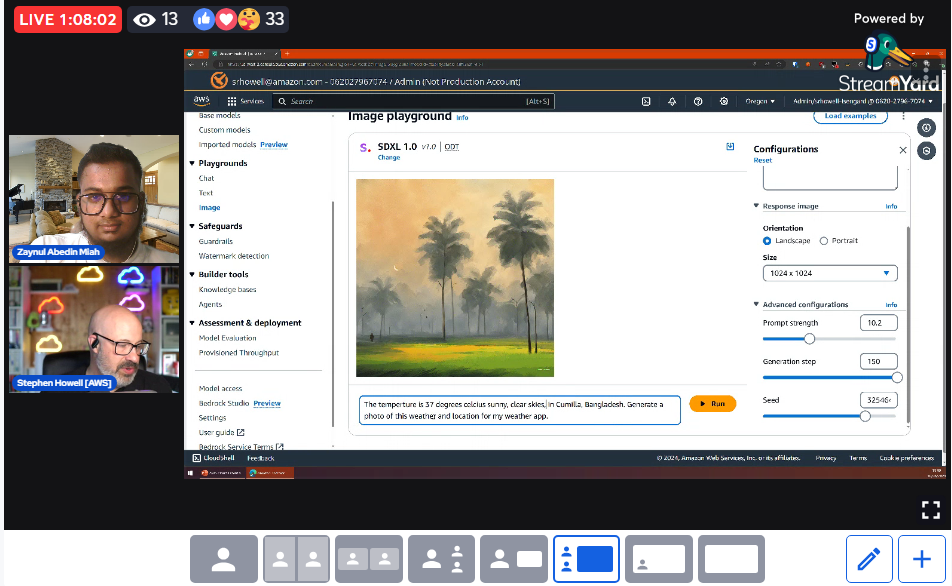 LIVE 1:08:02
13
33
Powered by
StreamYard
srhowell@amazon.com - 062027967074 / Admin (Not Production Account)
aws
Services
Search
[Alt+S]
Oregon
Admin/srhowell-Isengard @ 0620-2796-7074
Base models
Custom models
Imported models Preview
Playgrounds
Chat
Text
Image
Safeguards
Guardrails
Watermark detection
Builder tools
Knowledge bases
Agents
Assessment & deployment
Model Evaluation
Provisioned Throughput
Model access
Bedrock Studio Preview
Settings
User guide
Bedrock Service Terms
Image playground Info
Load examples
S. SDXL 1.0 v1.0 | ODT
Change
The temperture is 37 degrees celcius sunny, clear skies, in Cumilla, Bangladesh. Generate a
photo of this weather and location for my weather app.
Run
Configurations
Reset
Response image Info
Orientation
Landscape Portrait
Size
1024 x 1024
Advanced configurations Info
Prompt strength 10.2
Generation step 150
Seed
CloudShell Feedback
© 2024, Amazon Web Services, Inc. or its affiliates. Privacy Terms Cookie preferences
Zaynul Abedin Miah
Stephen Howell [AWS]